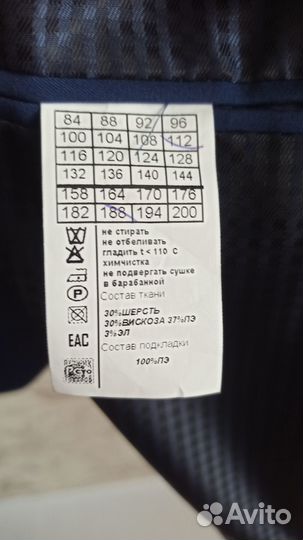 84 88 92 96
100 104 108 112
116 120 124 128
132 136 140 144
158 164 170 176
182 188 194 200
не стирать
не отбеливать
гладить t < 110 С
химчистка
не подвергать сушке
в барабанной
Состав ткани
30%ШЕРСТЬ
30%ВИСКОЗА 37%ПЭ
3%ЭЛ
Состав подкладки
100%ПЭ
P
EAC
РСТ
Avito